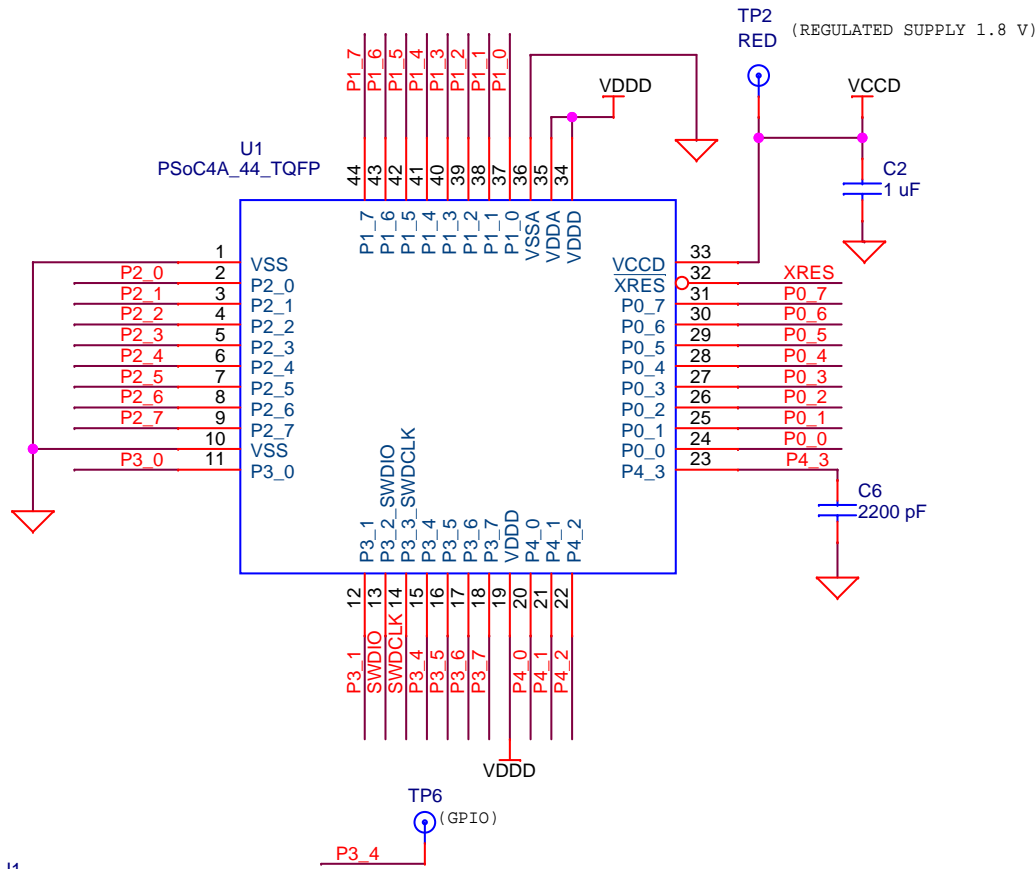 TP2
RED (REGULATED SUPPLY 1.8 V)
P1_7 P1_6 P1_5 P1_4 P1_3 P1_2 P1_1 P1_0
VDDD
VCCD
U1
PSoC4A_44_TQFP
C2
1 uF
44 43 42 41 40 39 38 37 36 35 34
P1_7 P1_6 P1_5 P1_4 P1_3 P1_2 P1_1 P1_0 VSSA VDDA VDDD
1 VSS
P2_0 2 P2_0
P2_1 3 P2_1
P2_2 4 P2_2
P2_3 5 P2_3
P2_4 6 P2_4
P2_5 7 P2_5
P2_6 8 P2_6
P2_7 9 P2_7
10 VSS
P3_0 11 P3_0
VCCD 33
XRES 32 XRES
P0_7 31 P0_7
P0_6 30 P0_6
P0_5 29 P0_5
P0_4 28 P0_4
P0_3 27 P0_3
P0_2 26 P0_2
P0_1 25 P0_1
P0_0 24 P0_0
P4_3 23 P4_3
C6
2200 pF
P3_1 P3_2_SWDIO P3_3_SWDCLK P3_4 P3_5 P3_6 P3_7 VDDD P4_0 P4_1 P4_2
12 13 14 15 16 17 18 19 20 21 22
P3_1 SWDIO SWDCLK P3_4 P3_5 P3_6 P3_7 P4_0 P4_1 P4_2
VDDD
TP6
(GPIO)
P3_4